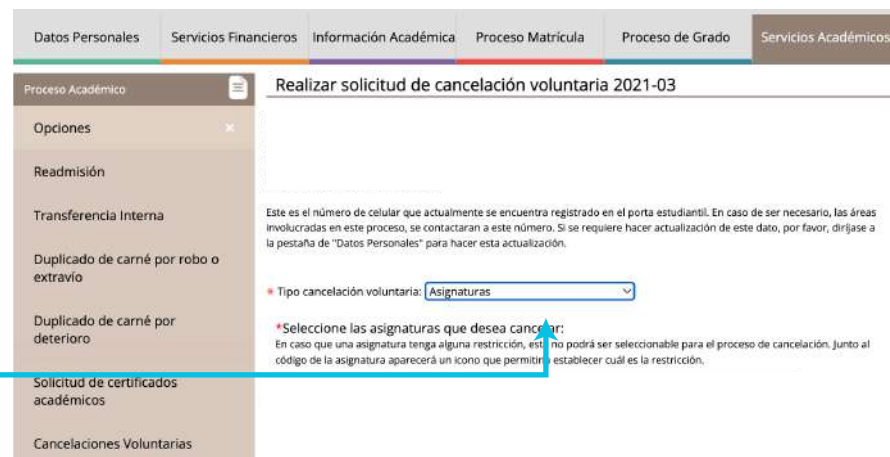 Datos Personales
Servicios Financieros
Información Académica
Proceso Matrícula
Proceso de Grado
Servicios Académicos
Proceso Académico
Opciones
Readmisión
Transferencia Interna
Duplicado de carné por robo o
extravío
Duplicado de carné por
deterioro
Solicitud de certificados
académicos
Cancelaciones Voluntarias
Realizar solicitud de cancelación voluntaria 2021-03
Este es el número de celular que actualmente se encuentra registrado en el porta estudiantil. En caso de ser necesario, las áreas
involucradas en este proceso, se contactaran a este número. Si se requiere hacer actualización de este dato, por favor, diríjase a
la pestaña de "Datos Personales" para hacer esta actualización.
* Tipo cancelación voluntaria: Asignaturas
*Seleccione las asignaturas que desea cancelar:
En caso que una asignatura tenga alguna restricción, esta no podrá ser seleccionable para el proceso de cancelación. Junto al
código de la asignatura aparecerá un icono que permitirá establecer cuál es la restricción.